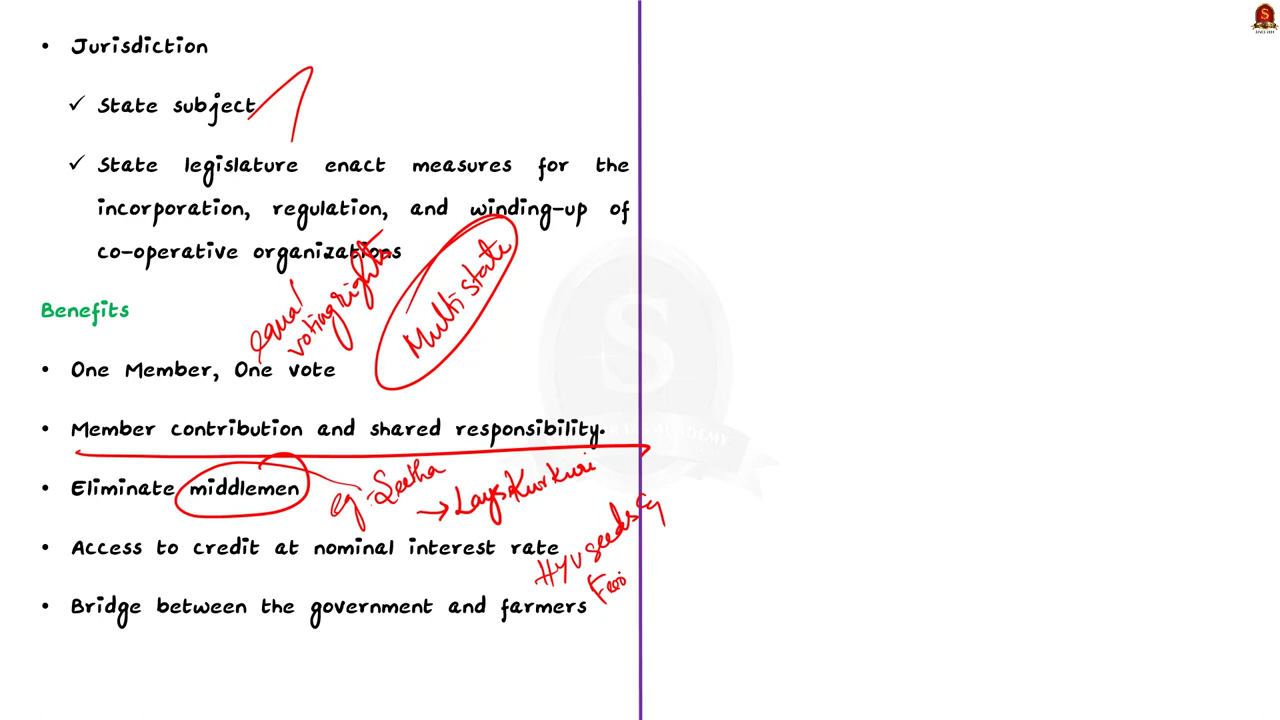 • Jurisdiction
✓ State subject
✓ State legislature enact measures for the
incorporation, regulation, and winding-up of
co-operative organizations
equal
voting rights
Multi state
Benefits
• One Member, One vote
• Member contribution and shared responsibility.
• Eliminate middlemen
eg:
→ Lays Kurkuri
• Access to credit at nominal interest rate
HYV seeds
• Bridge between the government and farmers
S
ACADEMY